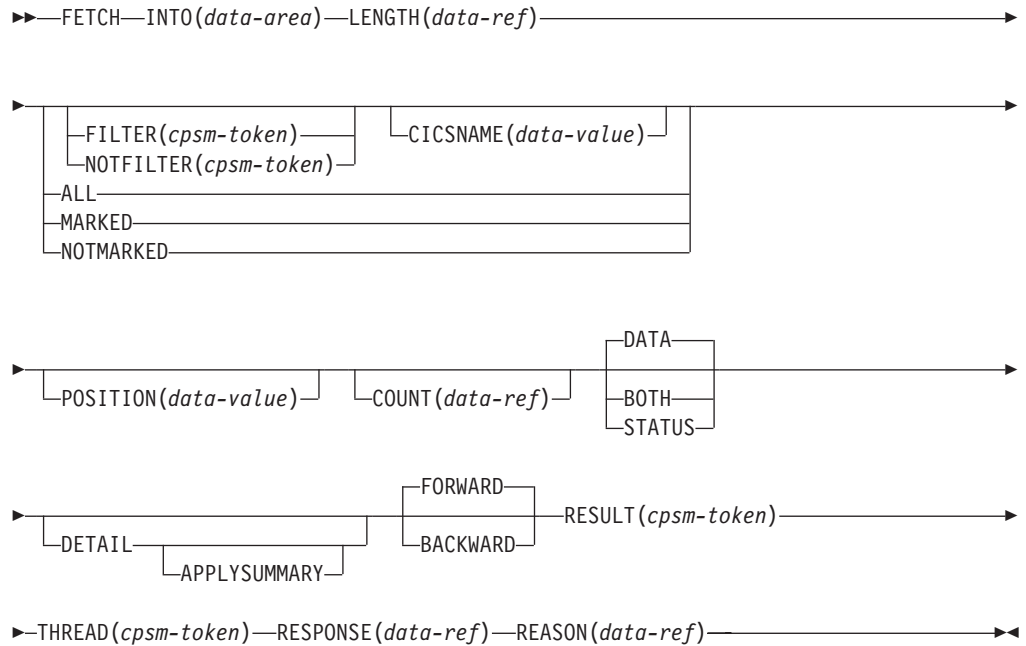 FETCH INTO(data-area) LENGTH(data-ref)
FILTER(cpsm-token) CICSNAME(data-value)
NOTFILTER(cpsm-token)
ALL
MARKED
NOTMARKED
DATA
POSITION(data-value) COUNT(data-ref) BOTH
STATUS
FORWARD
RESULT(cpsm-token)
DETAIL BACKWARD
APPLYSUMMARY
THREAD(cpsm-token) RESPONSE(data-ref) REASON(data-ref)